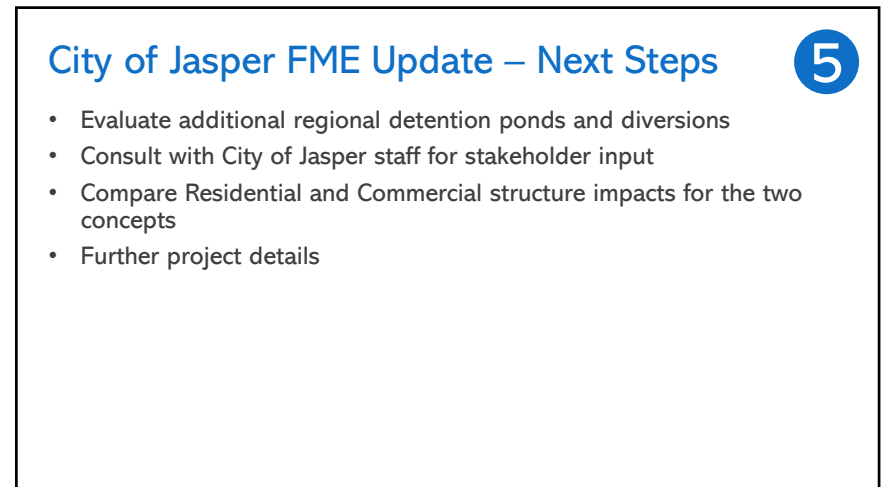 City of Jasper FME Update – Next Steps
5
• Evaluate additional regional detention ponds and diversions
• Consult with City of Jasper staff for stakeholder input
• Compare Residential and Commercial structure impacts for the two
concepts
• Further project details